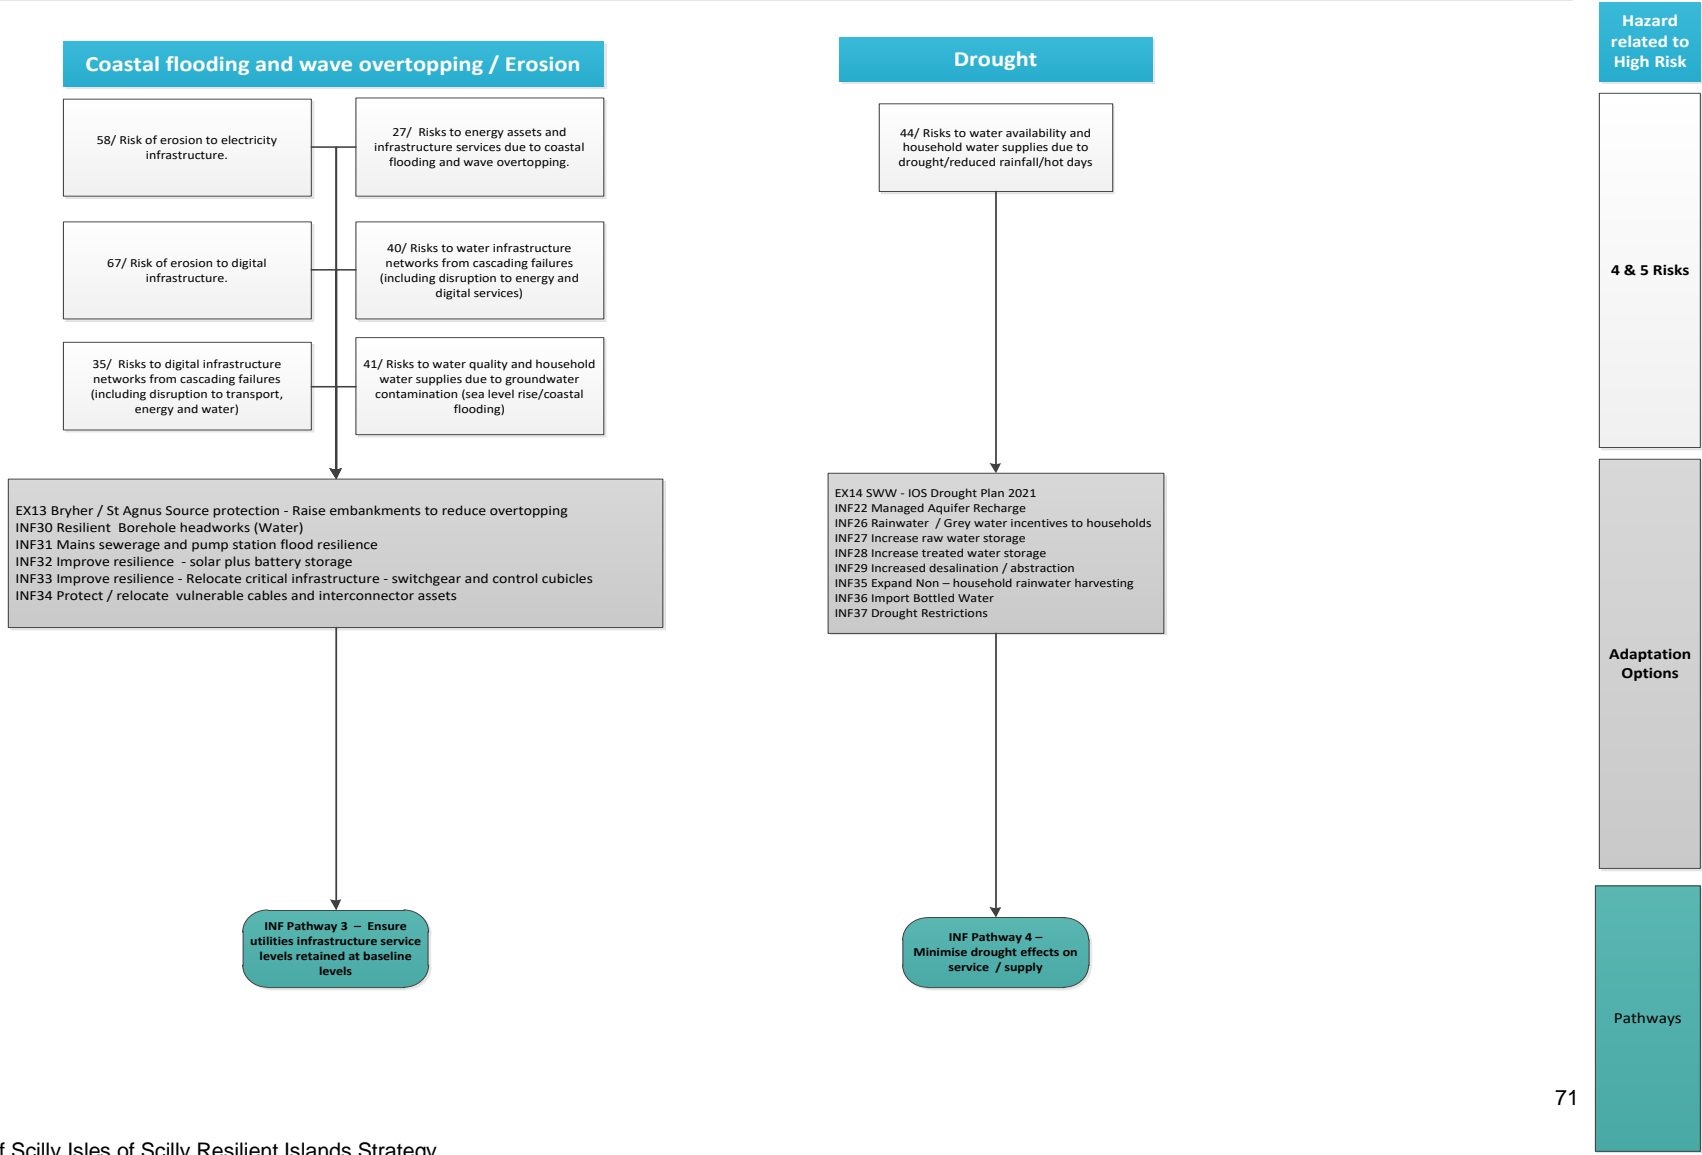 Coastal flooding and wave overtopping / Erosion
58/ Risk of erosion to electricity
infrastructure.
27/  Risks to energy assets and
infrastructure services due to coastal
flooding and wave overtopping.
67/ Risk of erosion to digital
infrastructure.
40/ Risks to water infrastructure
networks from cascading failures
(including disruption to energy and
digital services)
35/  Risks to digital infrastructure
networks from cascading failures
(including disruption to transport,
energy and water)
41/ Risks to water quality and household
water supplies due to groundwater
contamination (sea level rise/coastal
flooding)
EX13 Bryher / St Agnus Source protection - Raise embankments to reduce overtopping
INF30 Resilient  Borehole headworks (Water)
INF31 Mains sewerage and pump station flood resilience
INF32 Improve resilience  - solar plus battery storage
INF33 Improve resilience - Relocate critical infrastructure - switchgear and control cubicles
INF34 Protect / relocate  vulnerable cables and interconnector assets
INF Pathway 3  –  Ensure
utilities infrastructure service
levels retained at baseline
levels
Drought
44/ Risks to water availability and
household water supplies due to
drought/reduced rainfall/hot days
EX14 SWW - IOS Drought Plan 2021
INF22 Managed Aquifer Recharge
INF26 Rainwater  / Grey water incentives to households
INF27 Increase raw water storage
INF28 Increase treated water storage
INF29 Increased desalination / abstraction
INF35 Expand Non – household rainwater harvesting
INF36 Import Bottled Water
INF37 Drought Restrictions
INF Pathway 4 –
Minimise drought effects on
service  / supply
Hazard
related to
High Risk
4 & 5 Risks
Adaptation
Options
Pathways
71
f Scilly Isles of Scilly Resilient Islands Strategy